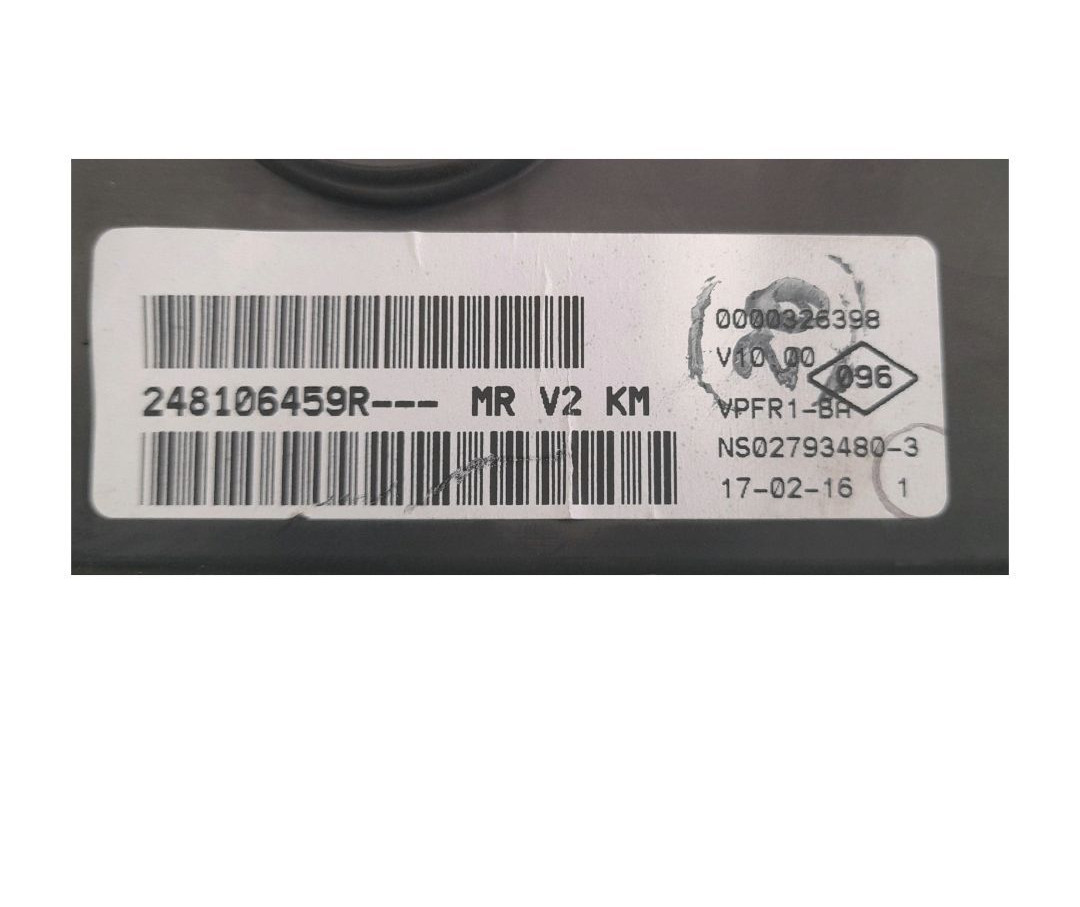 248106459R--- MR V2 KM
0000326398
V10.00
096
VPFR1-BA
NS02793480-3
17-02-16 1